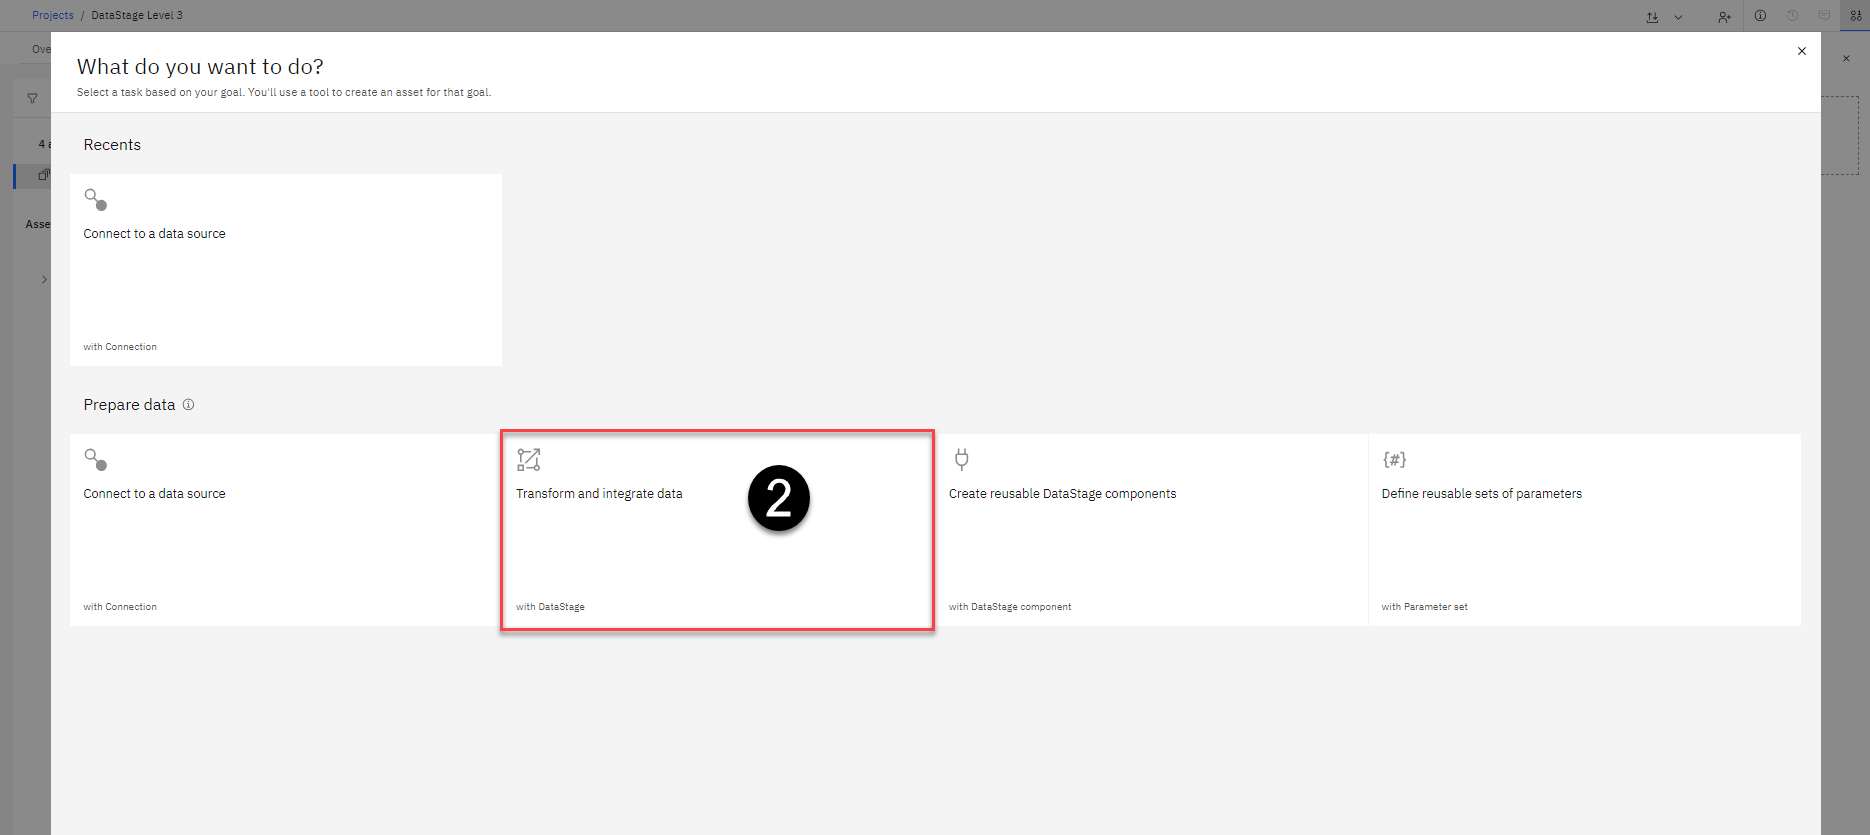 Projects / DataStage Level 3
Ove
What do you want to do?
Select a task based on your goal. You'll use a tool to create an asset for that goal.
4 a
Asse
Recents
Connect to a data source
with Connection
Prepare data
Connect to a data source
with Connection
Transform and integrate data
2
with DataStage
Create reusable DataStage components
with DataStage component
{#}
Define reusable sets of parameters
with Parameter set